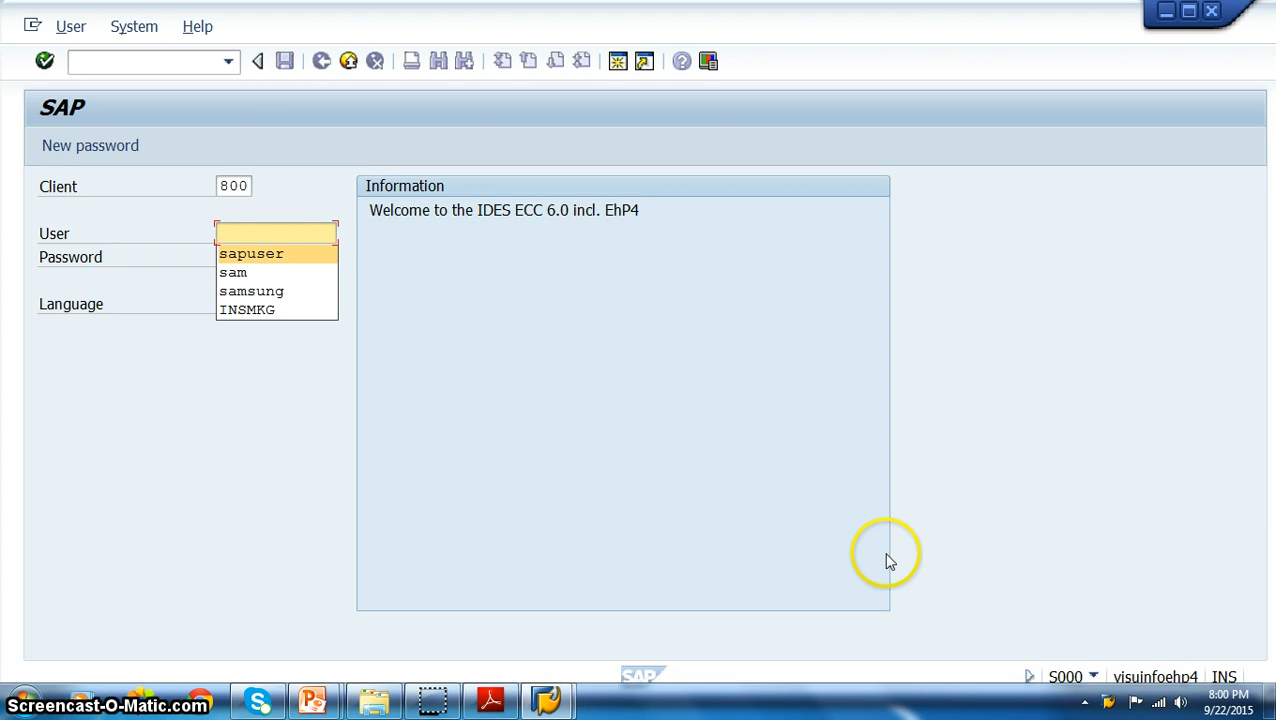 User System Help
SAP
New password
Client 800
Information
Welcome to the IDES ECC 6.0 incl. EhP4
User
sapuser
Password
sam
samsung
Language
INSMKG
SAP
S000 visuinfoehp4 INS
Screencast-O-Matic.com
8:00 PM
9/22/2015